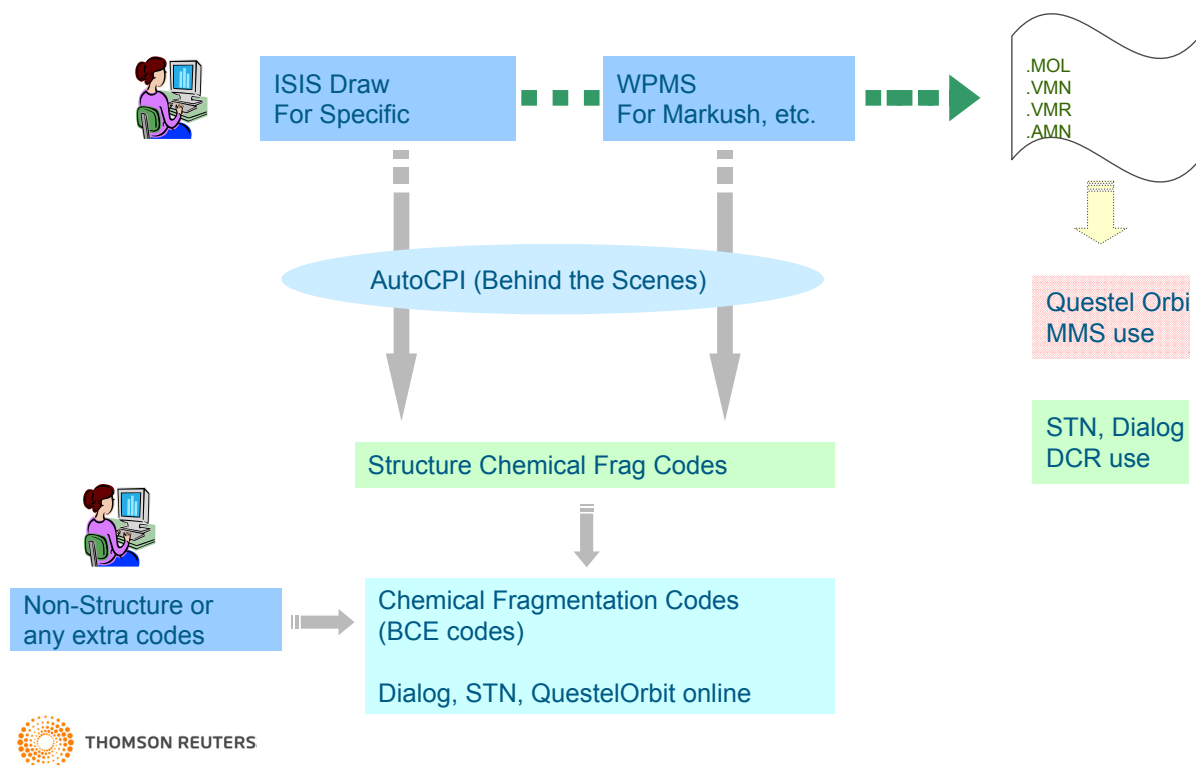 ISIS Draw
For Specific
WPMS
For Markush, etc.
.MOL
.VMN
.VMR
.AMN
AutoCPI (Behind the Scenes)
Questel Orbi
MMS use
STN, Dialog
DCR use
Structure Chemical Frag Codes
Non-Structure or
any extra codes
Chemical Fragmentation Codes
(BCE codes)
Dialog, STN, QuestelOrbit online
THOMSON REUTERS